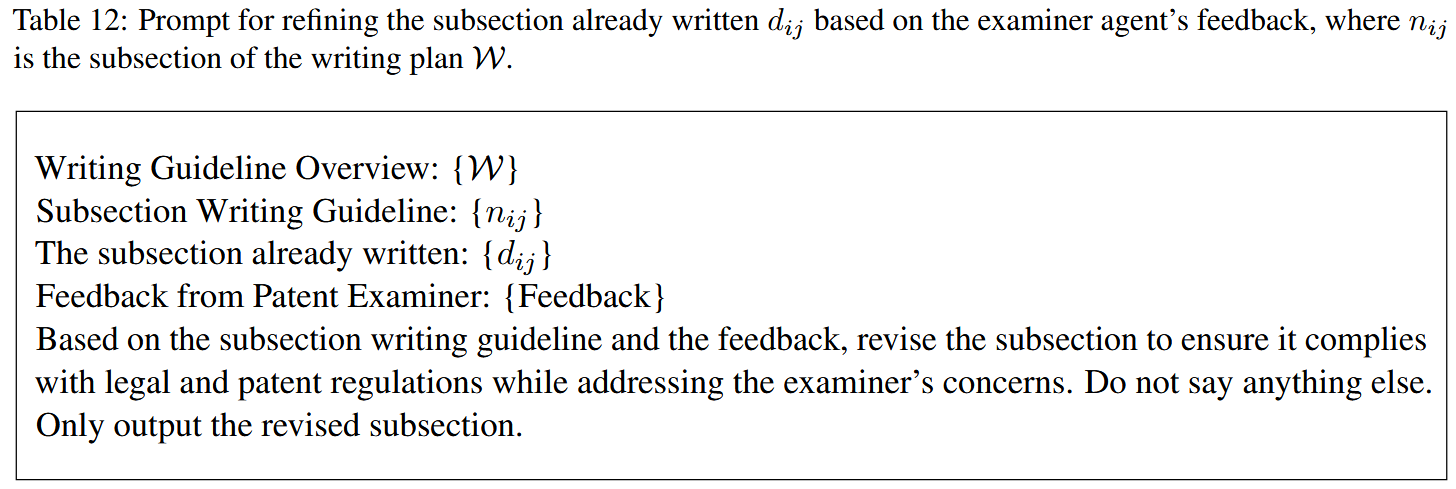 Table 12: Prompt for refining the subsection already written $d_{ij}$ based on the examiner agent's feedback, where $n_{ij}$
is the subsection of the writing plan $\mathcal{W}$.
Writing Guideline Overview: {$\mathcal{W}$}
Subsection Writing Guideline: {$n_{ij}$}
The subsection already written: {$d_{ij}$}
Feedback from Patent Examiner: {Feedback}
Based on the subsection writing guideline and the feedback, revise the subsection to ensure it complies
with legal and patent regulations while addressing the examiner's concerns. Do not say anything else.
Only output the revised subsection.